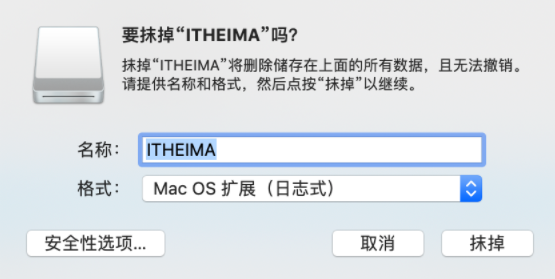 要抹掉“ITHEIMA”吗?
抹掉“ITHEIMA”将删除储存在上面的所有数据，且无法撤销。
请提供名称和格式，然后点按“抹掉”以继续。
名称： ITHEIMA
格式： Mac OS 扩展（日志式）
安全性选项... 取消 抹掉